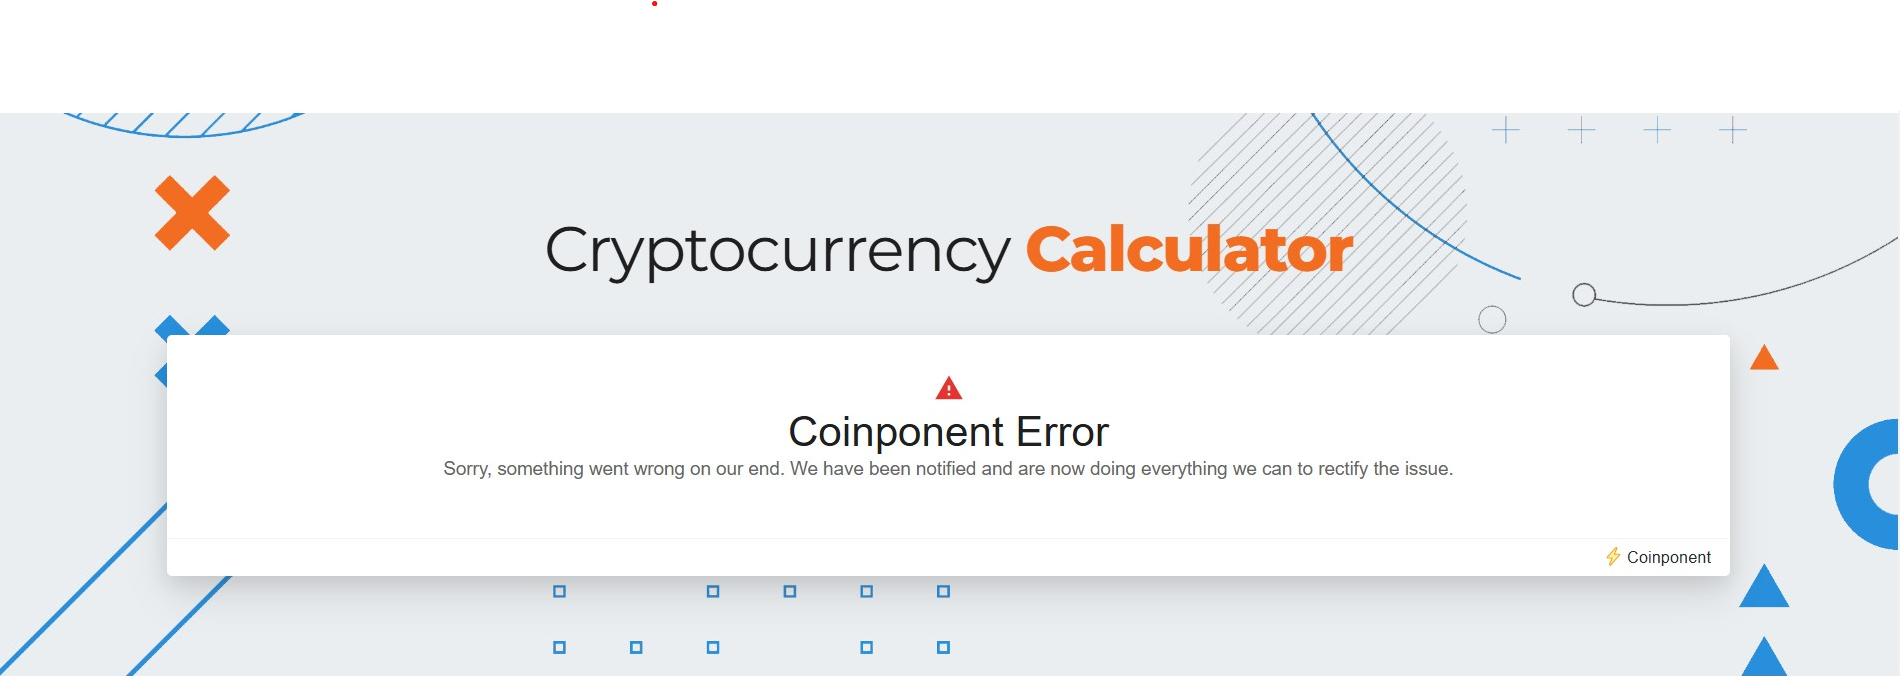 Cryptocurrency Calculator
Coinponent Error
Sorry, something went wrong on our end. We have been notified and are now doing everything we can to rectify the issue.
Coinponent